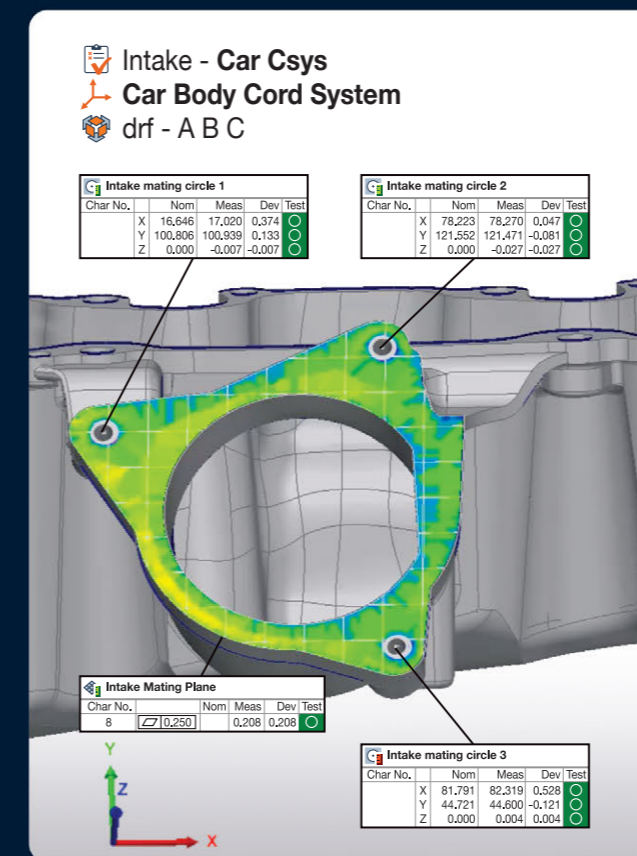 Intake - Car Csys
Car Body Cord System
drf - A B C
Intake mating circle 1
Char No. Nom Meas Dev Test
X 16.646 17.020 0.374
Y 100.806 100.939 0.133
Z 0.000 -0.007 -0.007
Intake mating circle 2
Char No. Nom Meas Dev Test
X 78.223 78.270 0.047
Y 121.552 121.471 -0.081
Z 0.000 -0.027 -0.027
Intake Mating Plane
Char No. Nom Meas Dev Test
8 0.250 0.208 0.208
Intake mating circle 3
Char No. Nom Meas Dev Test
X 81.791 82.319 0.528
Y 44.721 44.600 -0.121
Z 0.000 0.004 0.004
Y
Z
X